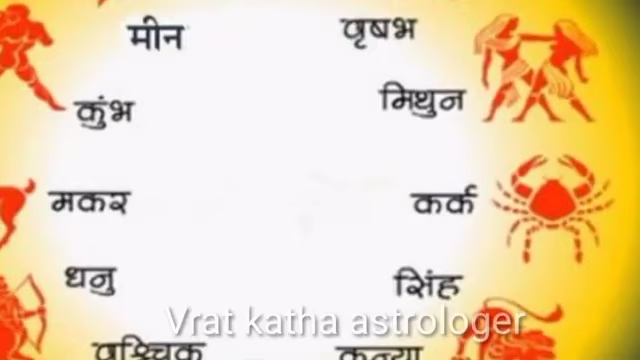 मीन वृषभ
कुंभ मिथुन
मकर कर्क
धनु सिंह
Vrat katha astrologer
वृश्चिक कन्या